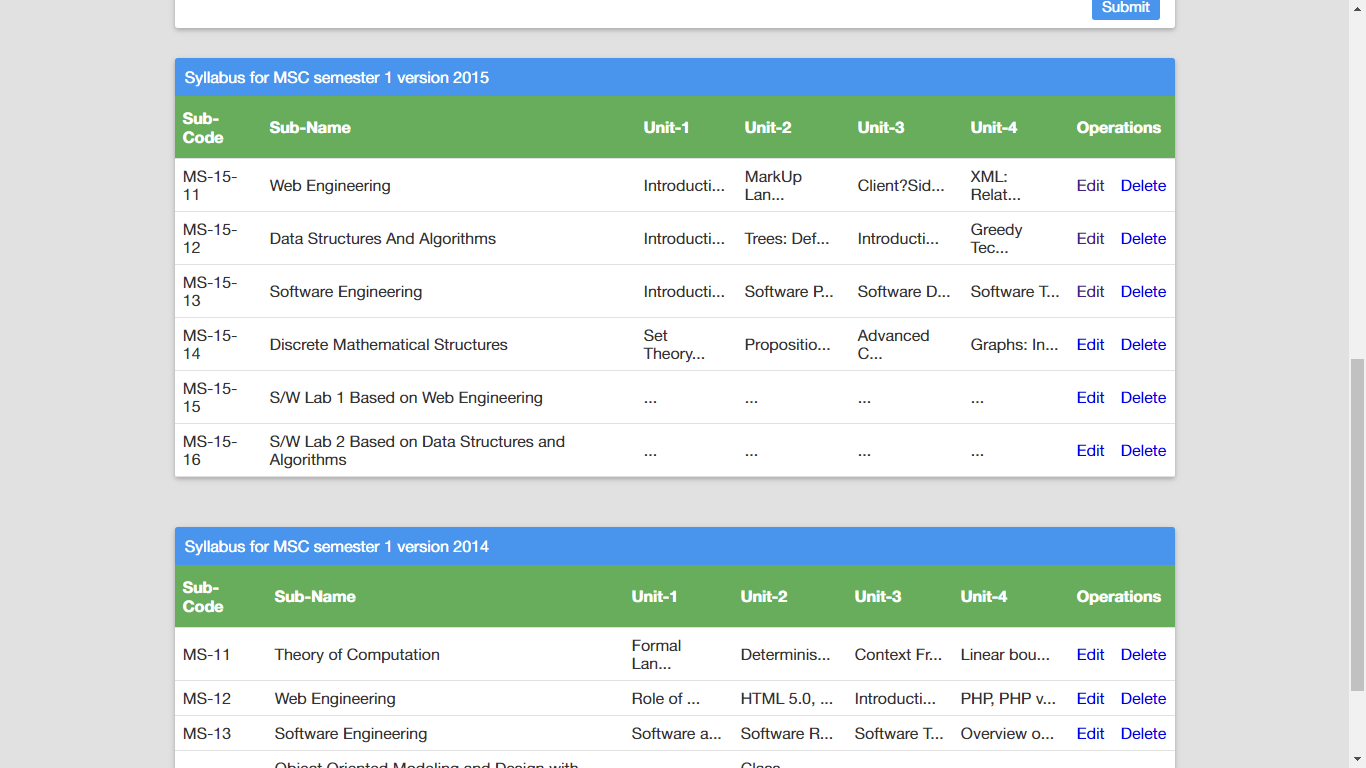 Submit
Syllabus for MSC semester 1 version 2015
Sub-Code Sub-Name Unit-1 Unit-2 Unit-3 Unit-4 Operations
MS-15-11 Web Engineering Introducti... MarkUp Lan... Client?Sid... XML: Relat... Edit Delete
MS-15-12 Data Structures And Algorithms Introducti... Trees: Def... Introducti... Greedy Tec... Edit Delete
MS-15-13 Software Engineering Introducti... Software P... Software D... Software T... Edit Delete
MS-15-14 Discrete Mathematical Structures Set Theory... Propositio... Advanced C... Graphs: In... Edit Delete
MS-15-15 S/W Lab 1 Based on Web Engineering ... ... ... ... Edit Delete
MS-15-16 S/W Lab 2 Based on Data Structures and Algorithms ... ... ... ... Edit Delete
Syllabus for MSC semester 1 version 2014
Sub-Code Sub-Name Unit-1 Unit-2 Unit-3 Unit-4 Operations
MS-11 Theory of Computation Formal Lan... Determinis... Context Fr... Linear bou... Edit Delete
MS-12 Web Engineering Role of ... HTML 5.0, ... Introducti... PHP, PHP v... Edit Delete
MS-13 Software Engineering Software a... Software R... Software T... Overview o... Edit Delete
Object Oriented Modeling and Design with Class